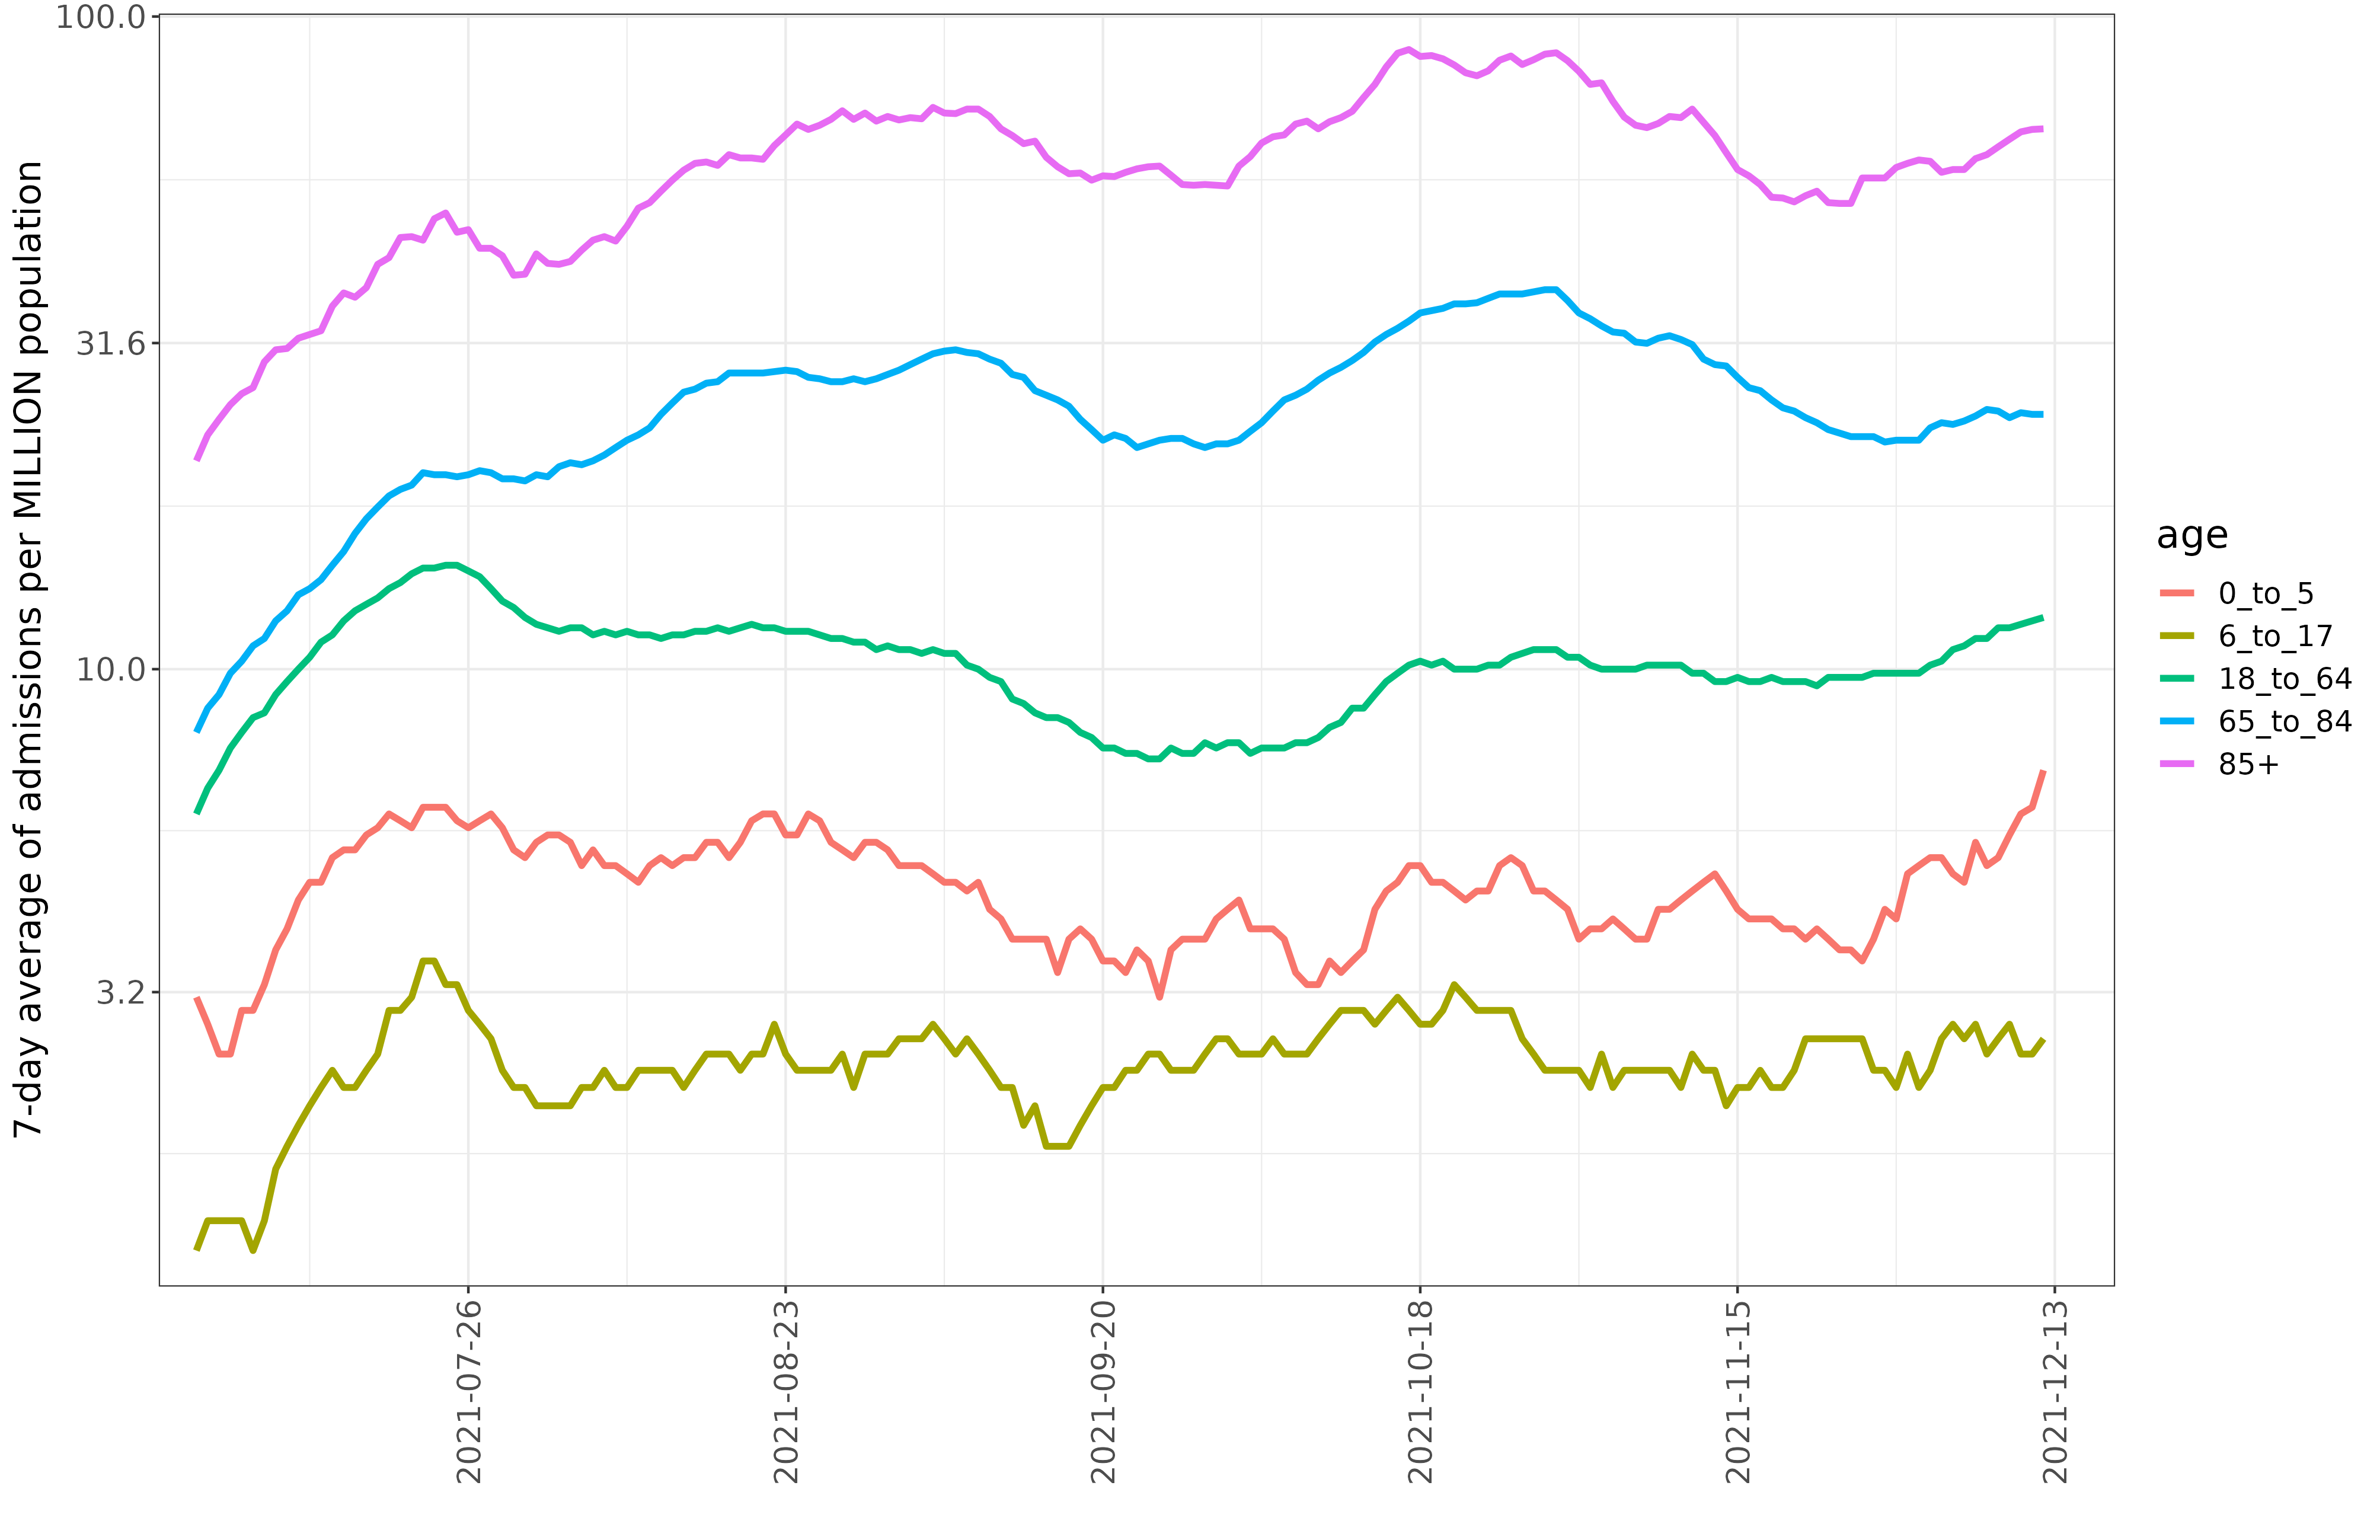 7-day average of admissions per MILLION population
100.0
31.6
10.0
3.2
2021-07-26
2021-08-23
2021-09-20
2021-10-18
2021-11-15
2021-12-13
age
0_to_5
6_to_17
18_to_64
65_to_84
85+